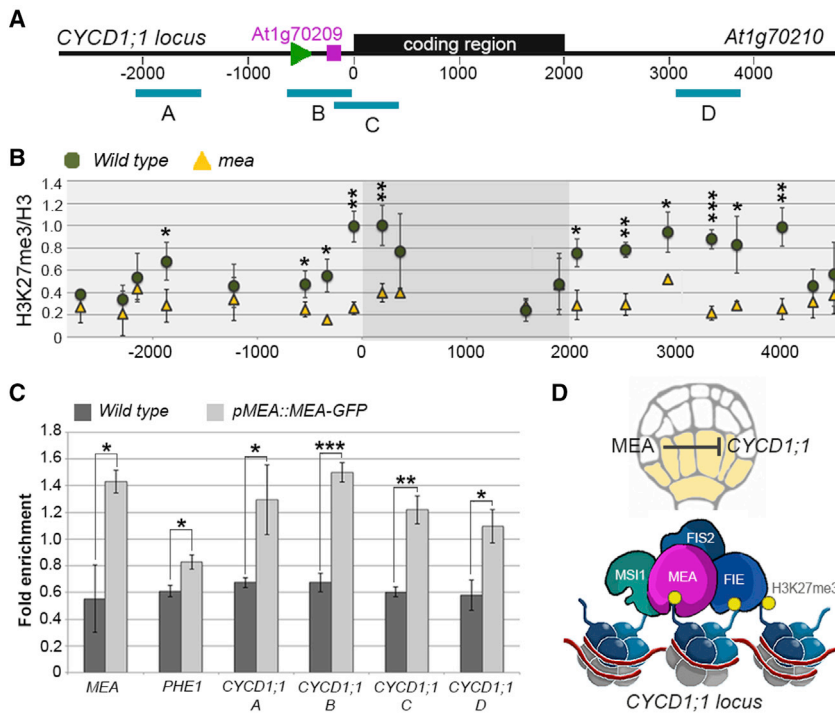 A
CYCD1;1 locus
At1g70209
coding region
At1g70210
-2000 -1000 0 1000 2000 3000 4000
A B C D
B
Wild type mea
H3K27me3/H3
1.4
1.2
1.0
0.8
0.6
0.4
0.2
0
* * * ** ** * ** * *** * **
-2000 -1000 0 1000 2000 3000 4000
C
Wild type pMEA::MEA-GFP
Fold enrichment
1.8
1.6
1.4
1.2
1.0
0.8
0.6
0.4
0.2
0
* * * *** ** *
MEA PHE1 CYCD1;1 CYCD1;1 CYCD1;1 CYCD1;1
A B C D
D
MEA CYCD1;1
FIS2
MSI1 MEA FIE
H3K27me3
CYCD1;1 locus